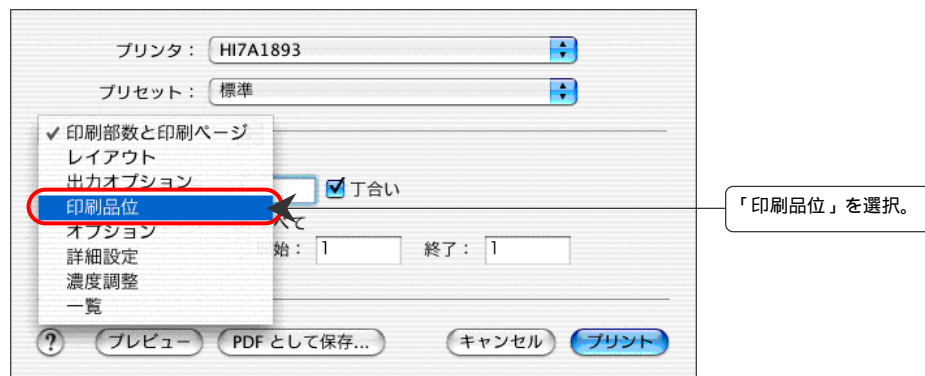 プリンタ： HI7A1893
プリセット： 標準
✓ 印刷部数と印刷ページ
レイアウト
出力オプション
丁合い
印刷品位
「印刷品位」を選択。
オプション
べて
詳細設定
始： 1 終了： 1
濃度調整
一覧
? プレビュー PDF として保存... キャンセル プリント